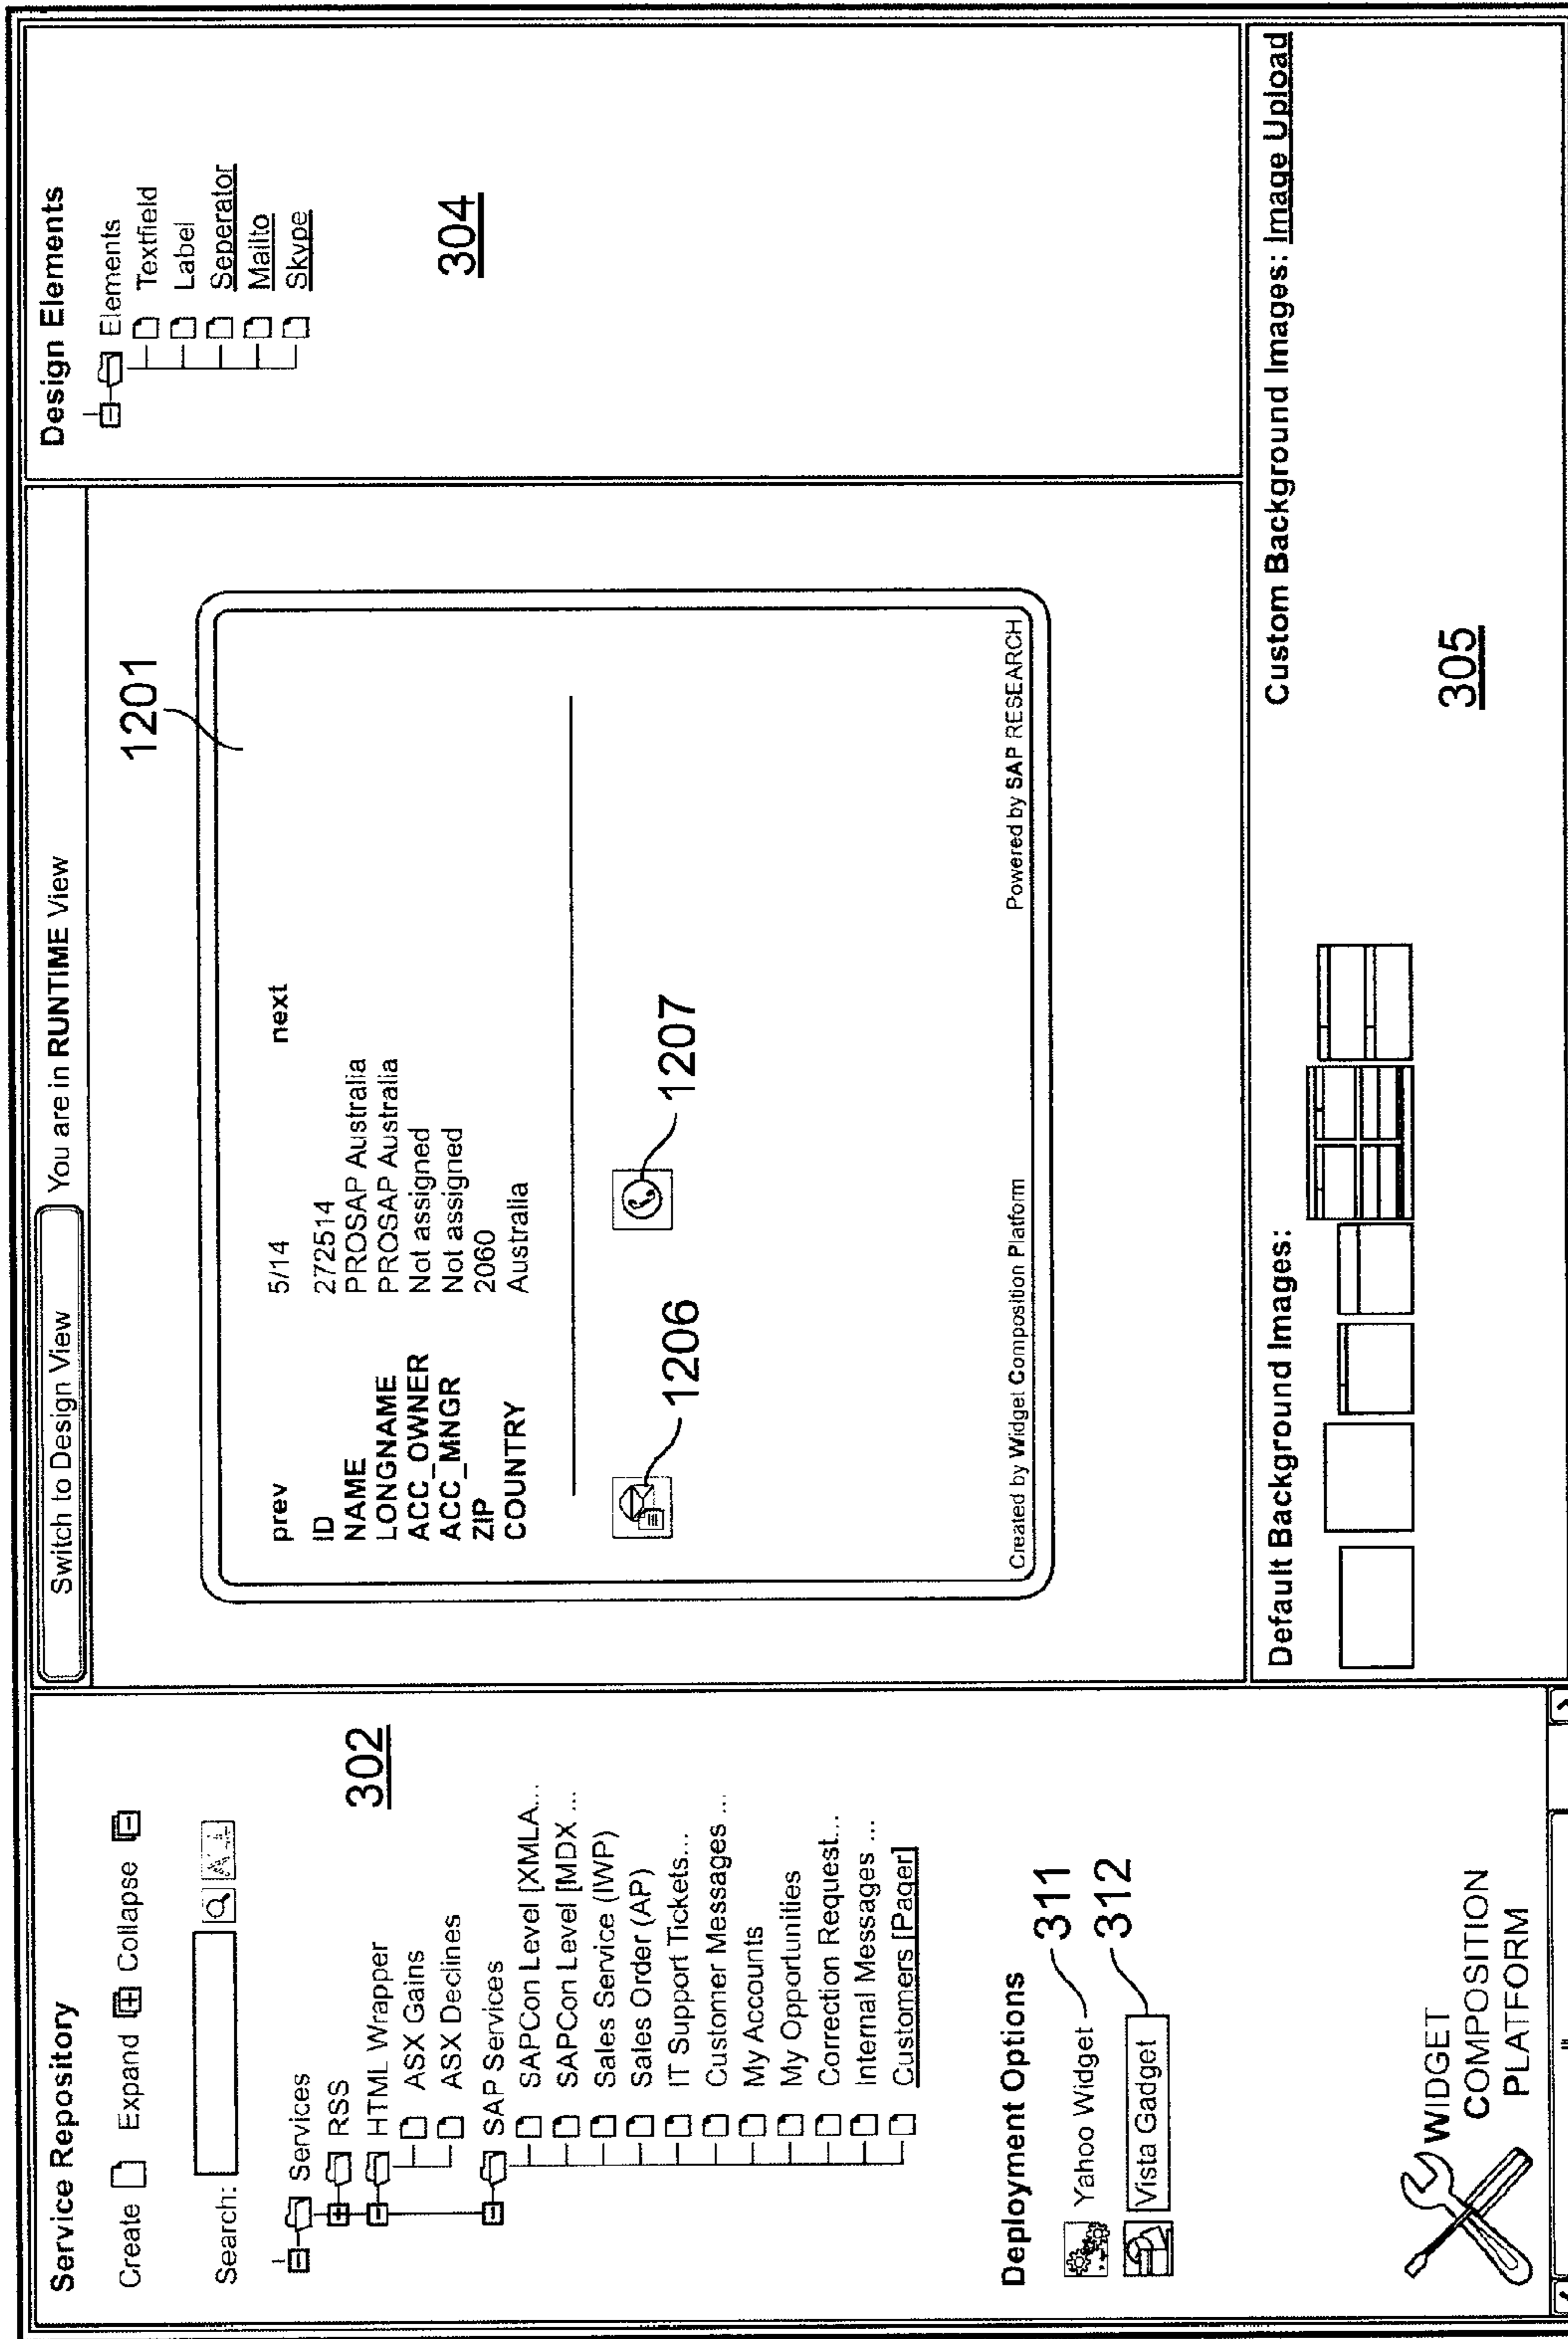 Service Repository
Create Expand Collapse
Search:
Services
RSS
HTML Wrapper
ASX Gains
ASX Declines
SAP Services
SAPCon Level [XMLA...
SAPCon Level [MDX ...
Sales Service (IWP)
Sales Order (AP)
IT Support Tickets...
Customer Messages ...
My Accounts
My Opportunities
Correction Request...
Internal Messages ...
Customers [Pager]
302
Deployment Options
Yahoo Widget 311
Vista Gadget 312
WIDGET
COMPOSITION
PLATFORM
Switch to Design View You are in RUNTIME View
1201
prev 5/14 next
ID 272514
NAME PROSAP Australia
LONGNAME PROSAP Australia
ACC_OWNER Not assigned
ACC_MNGR Not assigned
ZIP 2060
COUNTRY Australia
1206 1207
Created by Widget Composition Platform Powered by SAP RESEARCH
Design Elements
Elements
Textfield
Label
Seperator
Mailto
Skype
304
Default Background Images: Custom Background Images: Image Upload
305